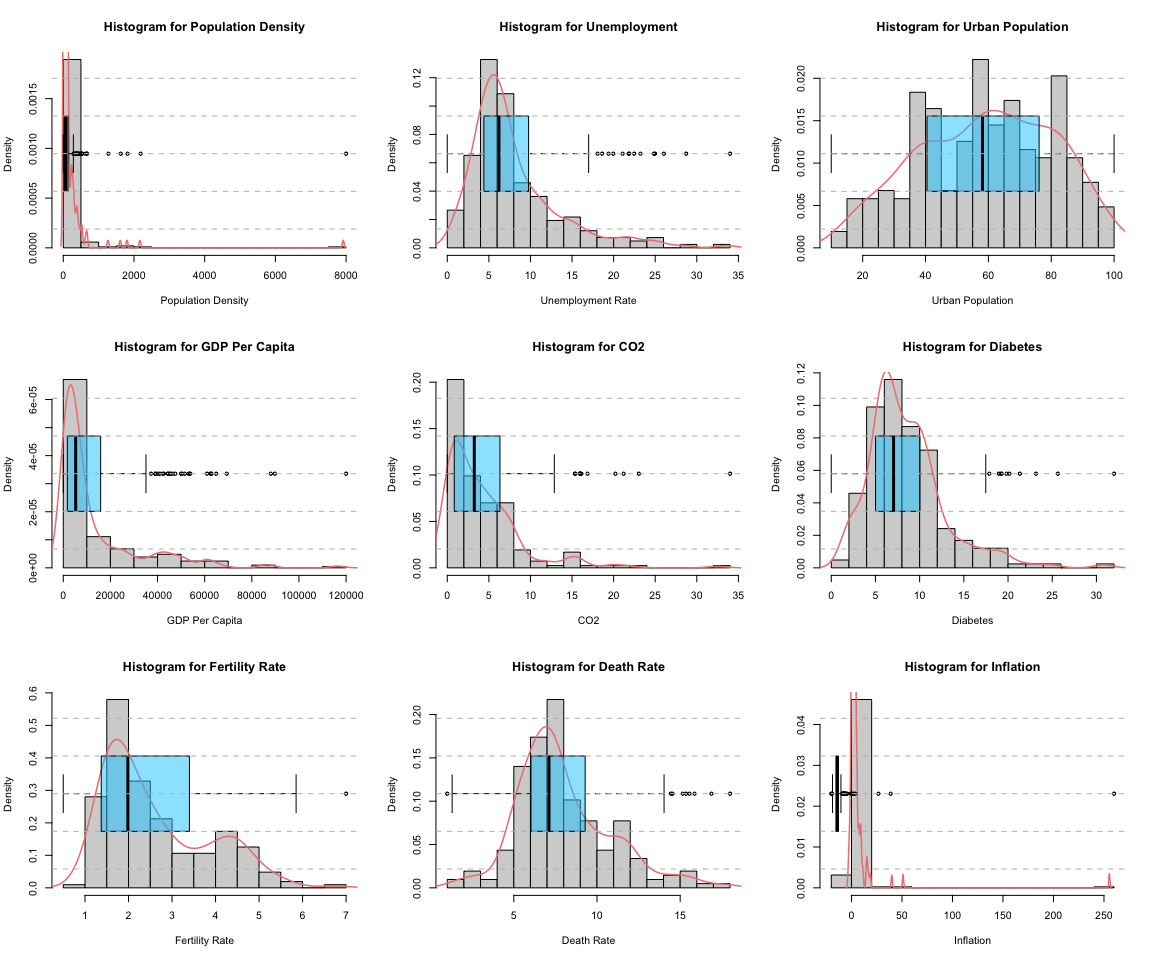 Histogram for Population Density
Density
0.0000 0.0005 0.0010 0.0015
0 2000 4000 6000 8000
Population Density
Histogram for Unemployment
Density
0.00 0.04 0.08 0.12
0 5 10 15 20 25 30 35
Unemployment Rate
Histogram for Urban Population
Density
0.000 0.005 0.010 0.015 0.020
20 40 60 80 100
Urban Population
Histogram for GDP Per Capita
Density
0e+00 2e-05 4e-05 6e-05
0 20000 40000 60000 80000 100000 120000
GDP Per Capita
Histogram for CO2
Density
0.00 0.05 0.10 0.15 0.20
0 5 10 15 20 25 30 35
CO2
Histogram for Diabetes
Density
0.00 0.02 0.04 0.06 0.08 0.10 0.12
0 5 10 15 20 25 30
Diabetes
Histogram for Fertility Rate
Density
0.0 0.1 0.2 0.3 0.4 0.5 0.6
1 2 3 4 5 6 7
Fertility Rate
Histogram for Death Rate
Density
0.00 0.05 0.10 0.15 0.20
5 10 15
Death Rate
Histogram for Inflation
Density
0.00 0.01 0.02 0.03 0.04
0 50 100 150 200 250
Inflation